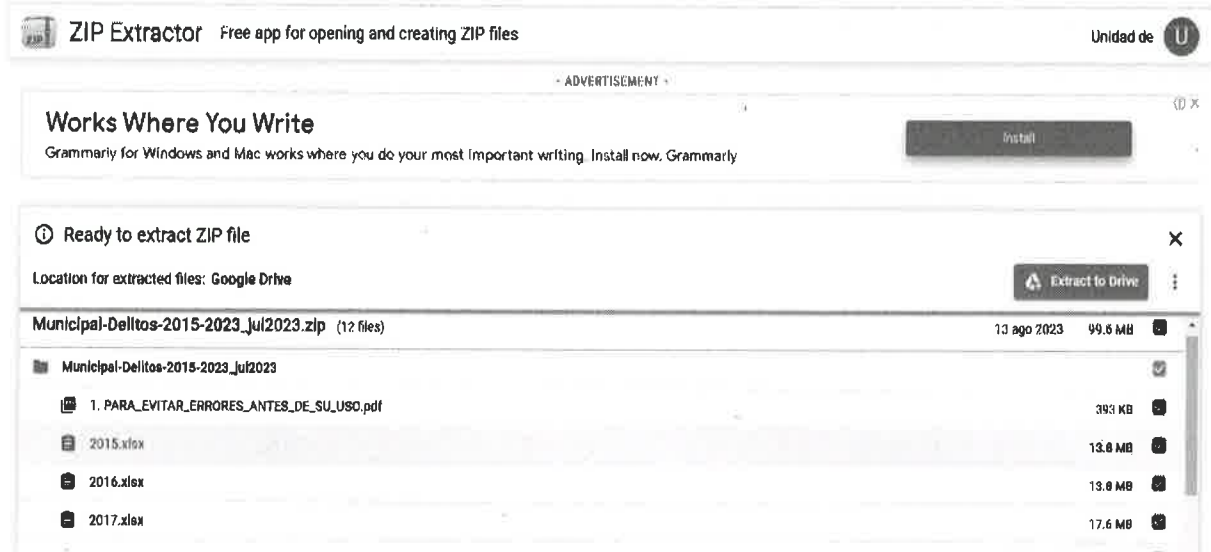 ZIP Extractor Free app for opening and creating ZIP files
Unidad de U
- ADVERTISEMENT -
Works Where You Write
Grammarly for Windows and Mac works where you do your most important writing. Install now. Grammarly
Install
Ready to extract ZIP file
Location for extracted files: Google Drive
Extract to Drive
Municipal-Delitos-2015-2023_jul2023.zip (12 files) 13 ago 2023 99.6 MB
Municipal-Delitos-2015-2023_jul2023
1. PARA_EVITAR_ERRORES_ANTES_DE_SU_USO.pdf 393 KB
2015.xlsx 13.6 MB
2016.xlsx 13.8 MB
2017.xlsx 17.6 MB